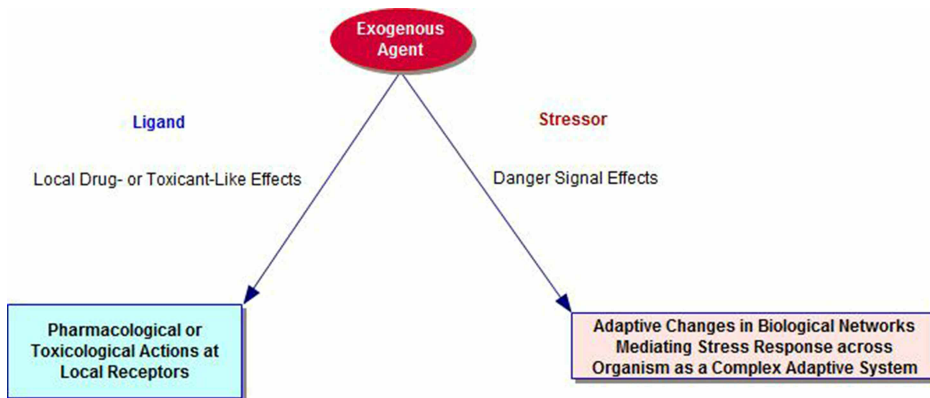 Exogenous
Agent
Ligand
Stressor
Local Drug- or Toxicant-Like Effects
Danger Signal Effects
Pharmacological or
Toxicological Actions at
Local Receptors
Adaptive Changes in Biological Networks
Mediating Stress Response across
Organism as a Complex Adaptive System